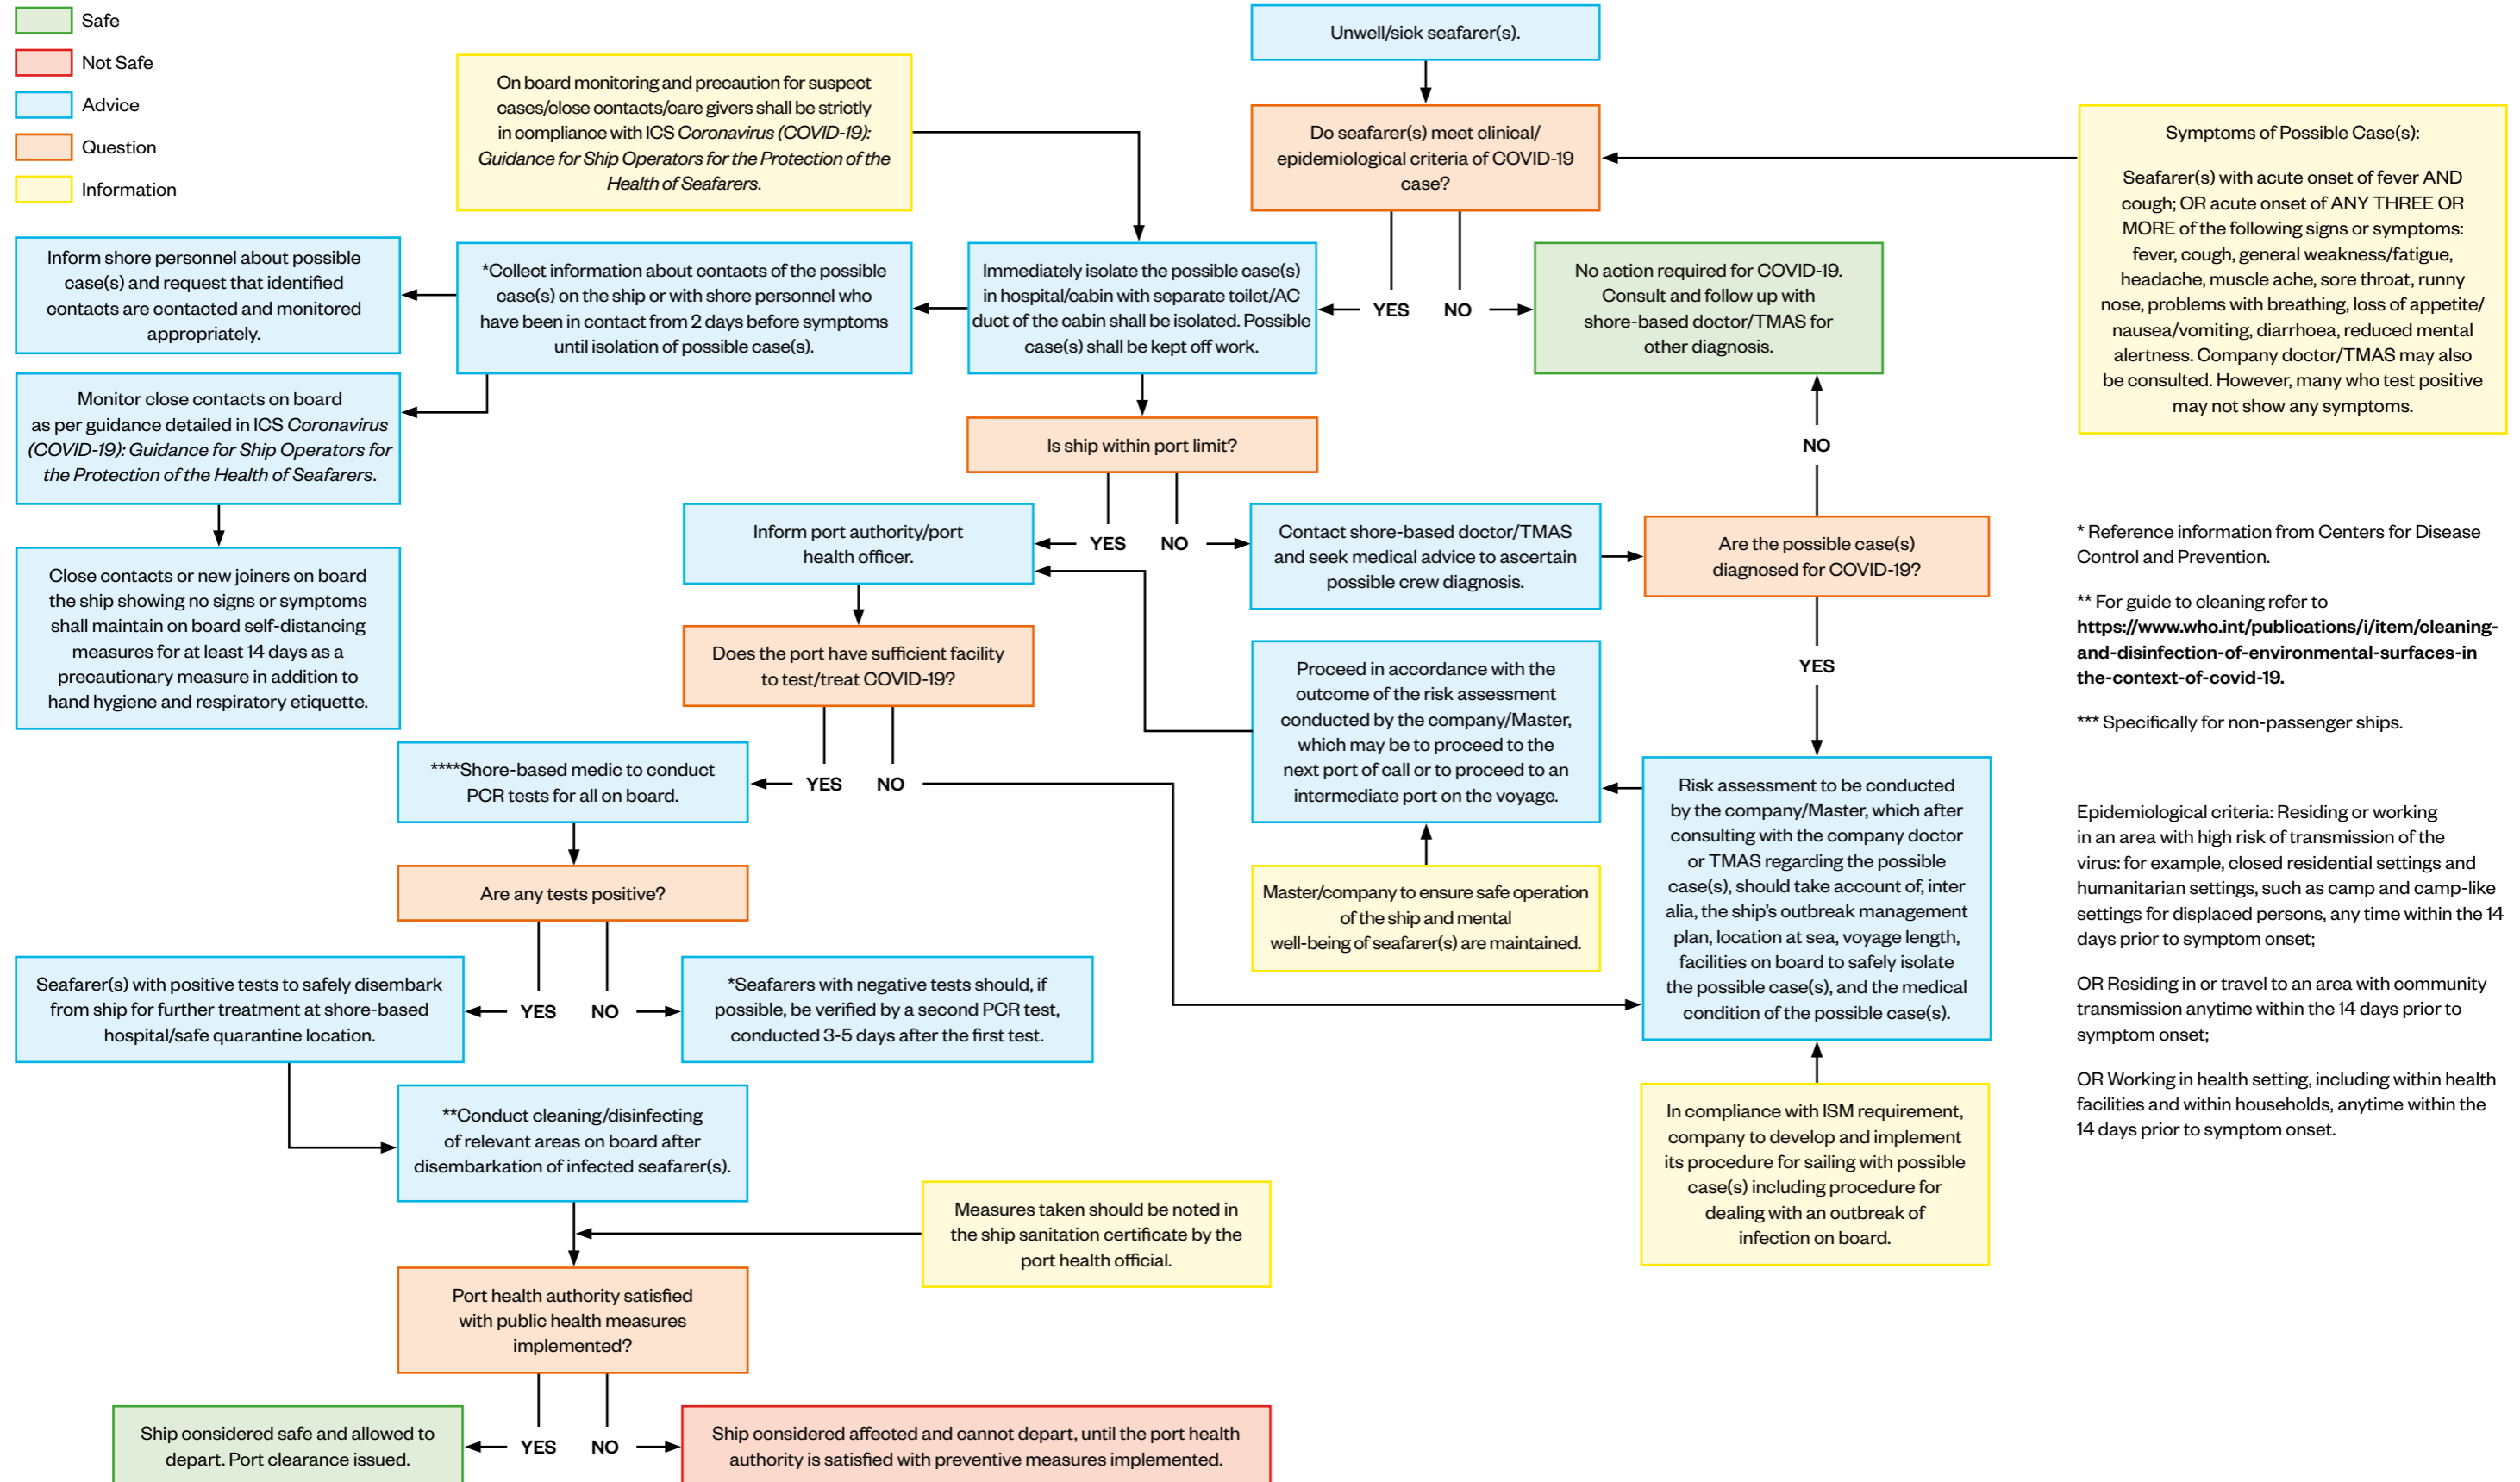 Safe
Not Safe
Advice
Question
Information
Unwell/sick seafarer(s).
On board monitoring and precaution for suspect
cases/close contacts/care givers shall be strictly
in compliance with ICS Coronavirus (COVID-19):
Guidance for Ship Operators for the Protection of the
Health of Seafarers.
Do seafarer(s) meet clinical/
epidemiological criteria of COVID-19
case?
Symptoms of Possible Case(s):
Seafarer(s) with acute onset of fever AND
cough; OR acute onset of ANY THREE OR
MORE of the following signs or symptoms:
fever, cough, general weakness/fatigue,
headache, muscle ache, sore throat, runny
nose, problems with breathing, loss of appetite/
nausea/vomiting, diarrhoea, reduced mental
alertness. Company doctor/TMAS may also
be consulted. However, many who test positive
may not show any symptoms.
Inform shore personnel about possible
case(s) and request that identified
contacts are contacted and monitored
appropriately.
*Collect information about contacts of the possible
case(s) on the ship or with shore personnel who
have been in contact from 2 days before symptoms
until isolation of possible case(s).
Immediately isolate the possible case(s)
in hospital/cabin with separate toilet/AC
duct of the cabin shall be isolated. Possible
case(s) shall be kept off work.
YES
NO
No action required for COVID-19.
Consult and follow up with
shore-based doctor/TMAS for
other diagnosis.
Monitor close contacts on board
as per guidance detailed in ICS Coronavirus
(COVID-19): Guidance for Ship Operators for
the Protection of the Health of Seafarers.
Is ship within port limit?
NO
Inform port authority/port
health officer.
YES
NO
Contact shore-based doctor/TMAS
and seek medical advice to ascertain
possible crew diagnosis.
Are the possible case(s)
diagnosed for COVID-19?
* Reference information from Centers for Disease
Control and Prevention.
** For guide to cleaning refer to
https://www.who.int/publications/i/item/cleaning-
and-disinfection-of-environmental-surfaces-in
the-context-of-covid-19.
*** Specifically for non-passenger ships.
Close contacts or new joiners on board
the ship showing no signs or symptoms
shall maintain on board self-distancing
measures for at least 14 days as a
precautionary measure in addition to
hand hygiene and respiratory etiquette.
Does the port have sufficient facility
to test/treat COVID-19?
Proceed in accordance with the
outcome of the risk assessment
conducted by the company/Master,
which may be to proceed to the
next port of call or to proceed to an
intermediate port on the voyage.
YES
****Shore-based medic to conduct
PCR tests for all on board.
YES
NO
Risk assessment to be conducted
by the company/Master, which after
consulting with the company doctor
or TMAS regarding the possible
case(s), should take account of, inter
alia, the ship's outbreak management
plan, location at sea, voyage length,
facilities on board to safely isolate
the possible case(s), and the medical
condition of the possible case(s).
Epidemiological criteria: Residing or working
in an area with high risk of transmission of the
virus: for example, closed residential settings and
humanitarian settings, such as camp and camp-like
settings for displaced persons, any time within the 14
days prior to symptom onset;
OR Residing in or travel to an area with community
transmission anytime within the 14 days prior to
symptom onset;
OR Working in health setting, including within health
facilities and within households, anytime within the
14 days prior to symptom onset.
Are any tests positive?
Master/company to ensure safe operation
of the ship and mental
well-being of seafarer(s) are maintained.
Seafarer(s) with positive tests to safely disembark
from ship for further treatment at shore-based
hospital/safe quarantine location.
YES
NO
*Seafarers with negative tests should, if
possible, be verified by a second PCR test,
conducted 3-5 days after the first test.
**Conduct cleaning/disinfecting
of relevant areas on board after
disembarkation of infected seafarer(s).
In compliance with ISM requirement,
company to develop and implement
its procedure for sailing with possible
case(s) including procedure for
dealing with an outbreak of
infection on board.
Measures taken should be noted in
the ship sanitation certificate by the
port health official.
Port health authority satisfied
with public health measures
implemented?
Ship considered safe and allowed to
depart. Port clearance issued.
YES
NO
Ship considered affected and cannot depart, until the port health
authority is satisfied with preventive measures implemented.